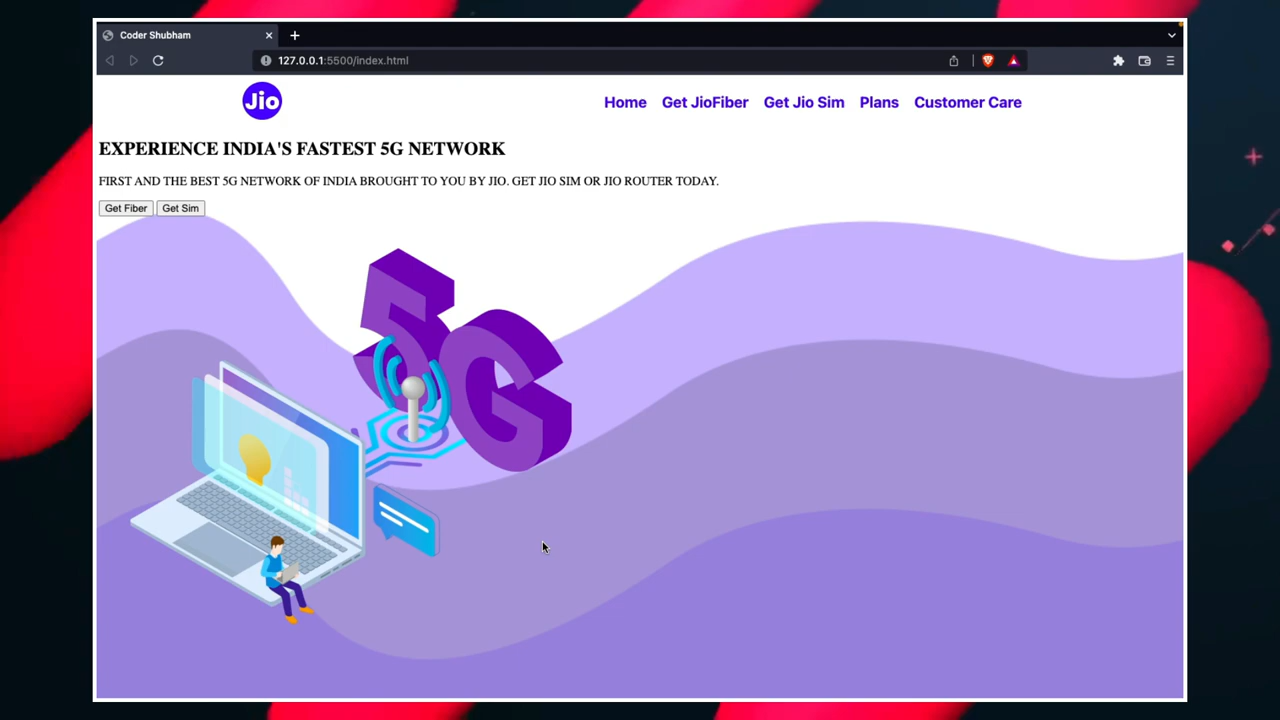 Coder Shubham
127.0.0.1:5500/index.html
Jio
Home Get JioFiber Get Jio Sim Plans Customer Care
EXPERIENCE INDIA'S FASTEST 5G NETWORK
FIRST AND THE BEST 5G NETWORK OF INDIA BROUGHT TO YOU BY JIO. GET JIO SIM OR JIO ROUTER TODAY.
Get Fiber Get Sim
5G